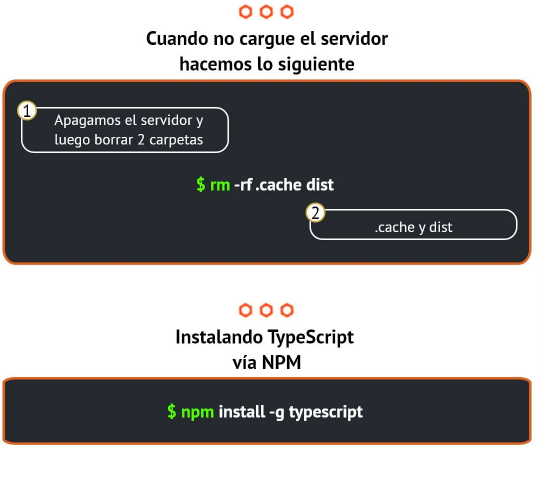 Cuando no cargue el servidor
hacemos lo siguiente
1
Apagamos el servidor y
luego borrar 2 carpetas
$ rm -rf .cache dist
2
.cache y dist
Instalando TypeScript
vía NPM
$ npm install -g typescript